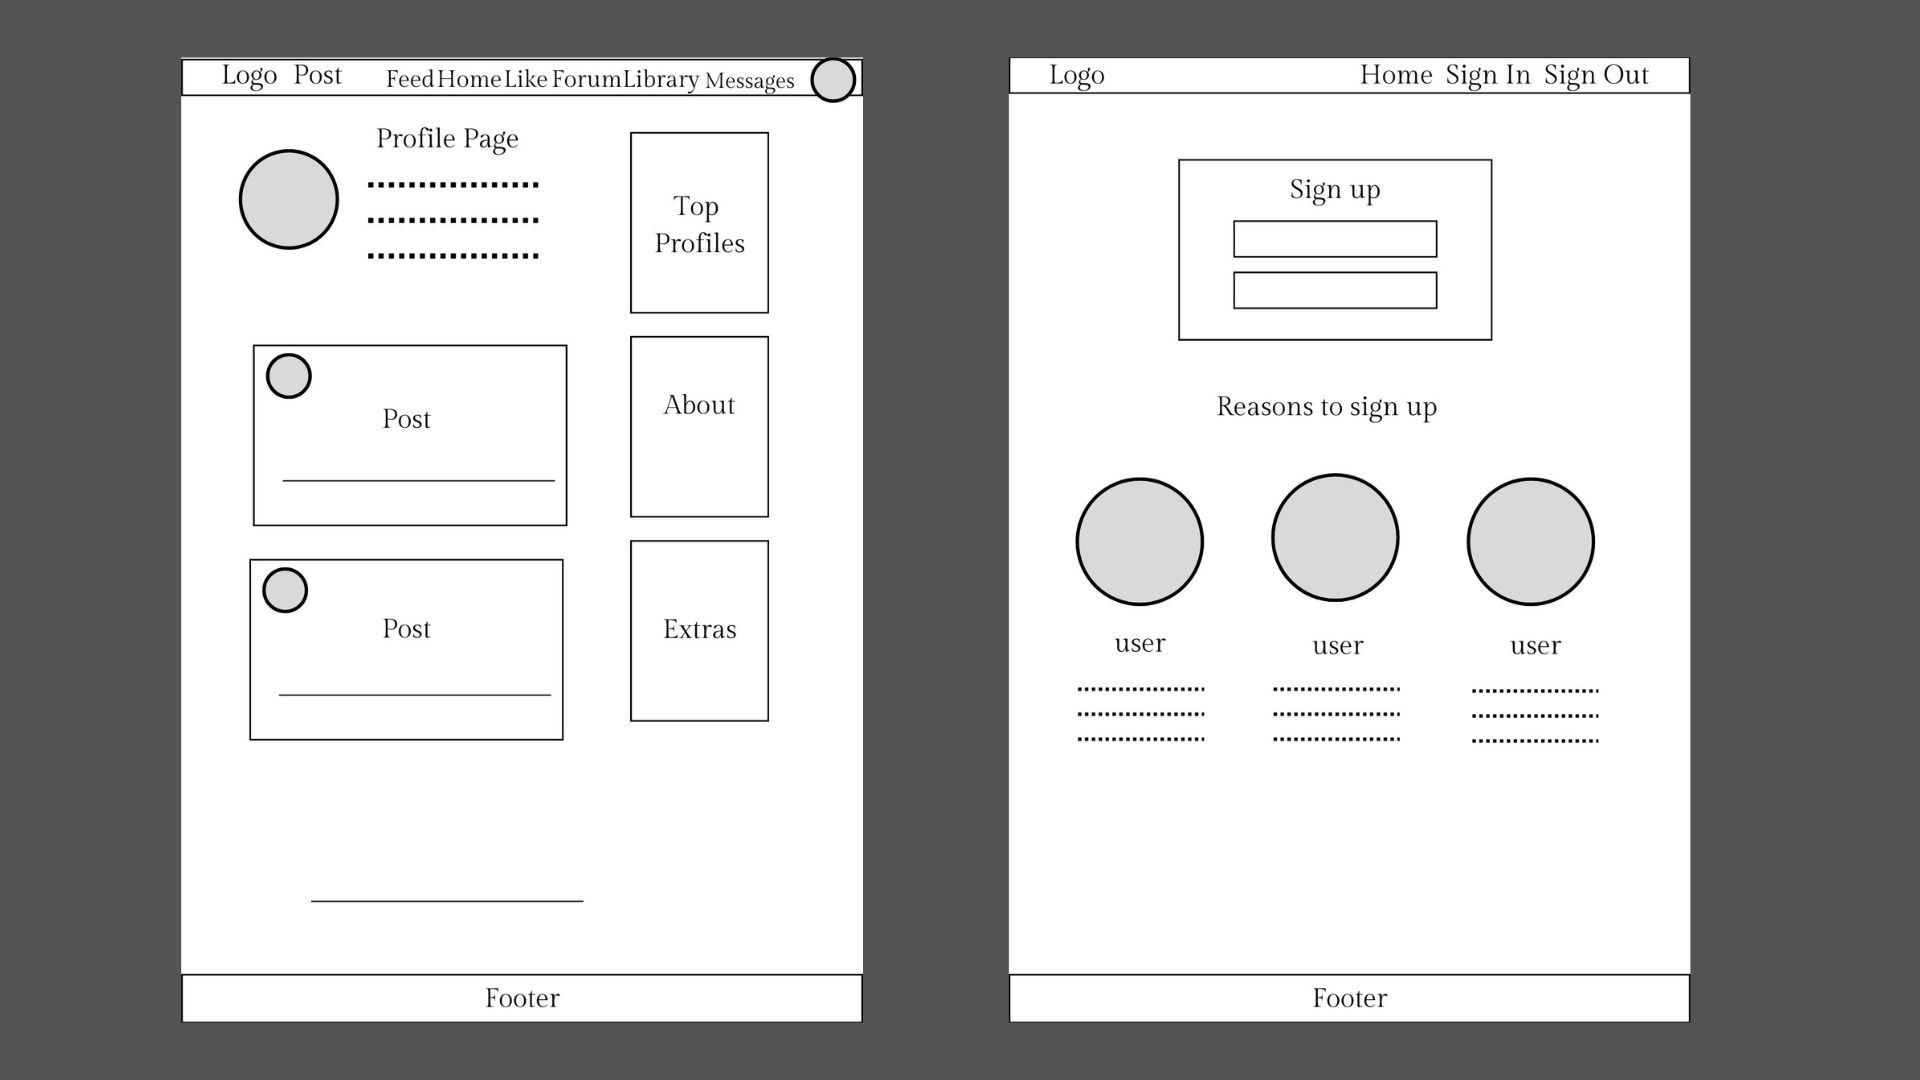 Logo Post Feed Home Like Forum Library Messages
Profile Page
Top
Profiles
Post
About
Post
Extras
Footer
Logo Home Sign In Sign Out
Sign up
Reasons to sign up
user user user
Footer